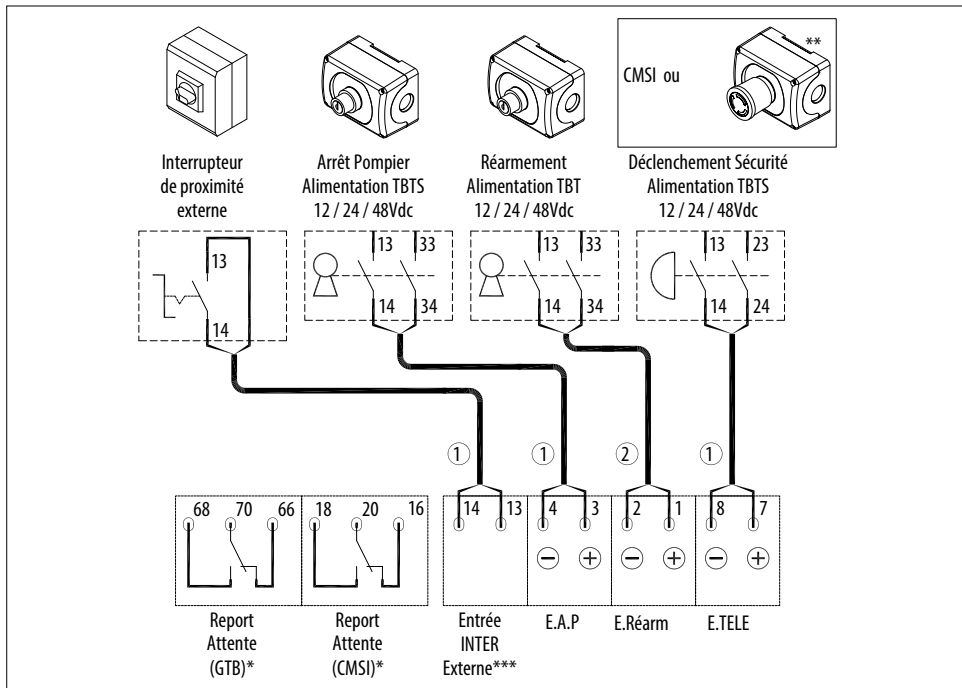 CMSI ou
**
Interrupteur
de proximité
externe
Arrêt Pompier
Alimentation TBTS
12 / 24 / 48Vdc
Réarmement
Alimentation TBT
12 / 24 / 48Vdc
Déclenchement Sécurité
Alimentation TBTS
12 / 24 / 48Vdc
13
14
13 33
14 34
13 33
14 34
13 23
14 24
1 1 2 1
68 70 66
18 20 16
14 13
4 3
2 1
8 7
− +
− +
− +
Report
Attente
(GTB)*
Report
Attente
(CMSI)*
Entrée
INTER
Externe***
E.A.P
E.Réarm
E.TELE